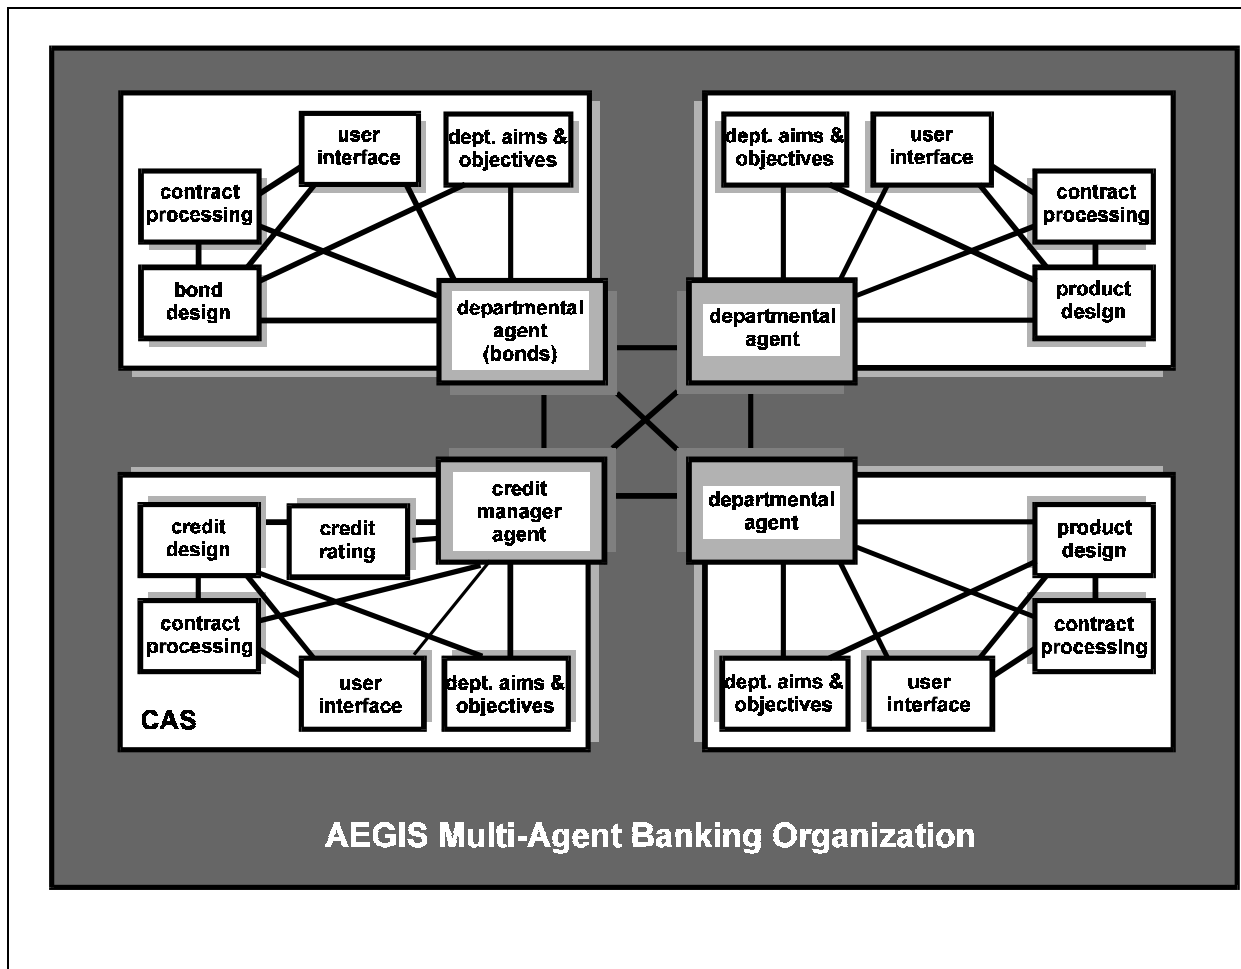 user
interface
dept. aims &
objectives
contract
processing
bond
design
departmental
agent
(bonds)
dept. aims &
objectives
user
interface
contract
processing
product
design
departmental
agent
credit
design
credit
rating
credit
manager
agent
contract
processing
user
interface
dept. aims &
objectives
CAS
departmental
agent
product
design
contract
processing
dept. aims &
objectives
user
interface
AEGIS Multi-Agent Banking Organization